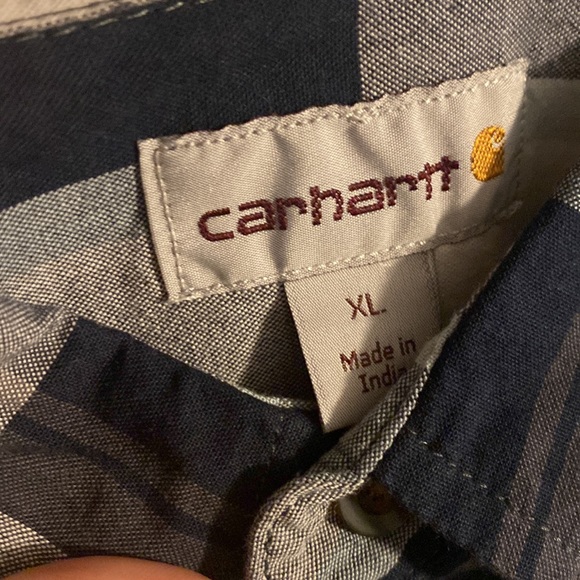 carhartt
XL.
Made in
India